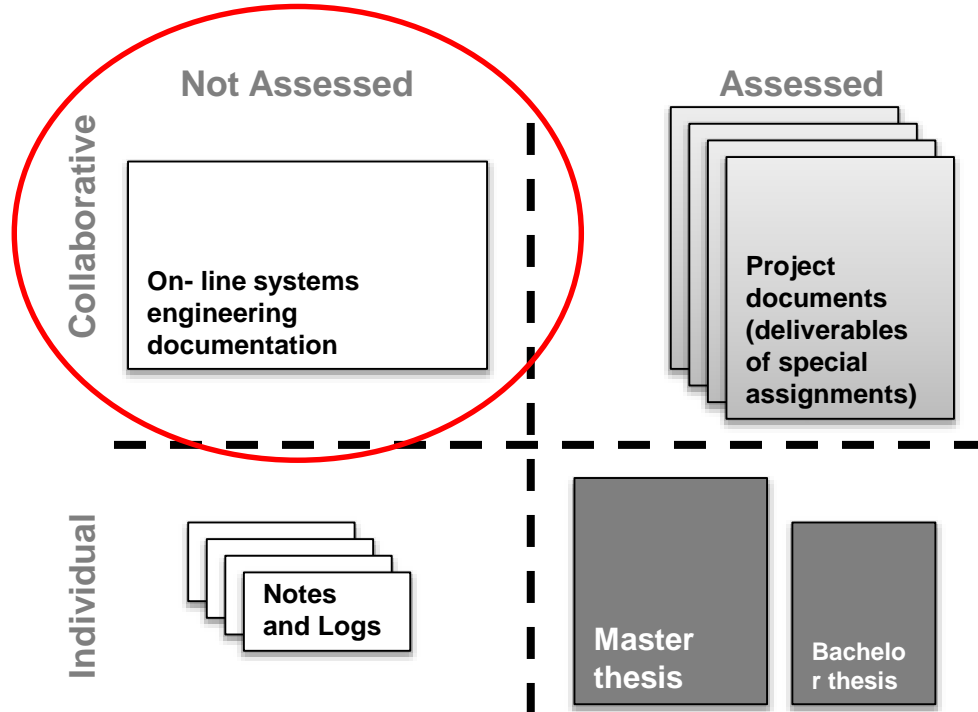 Not Assessed
Assessed
Collaborative
On- line systems
engineering
documentation
Project
documents
(deliverables
of special
assignments)
Individual
Notes
and Logs
Master
thesis
Bachelo
r thesis